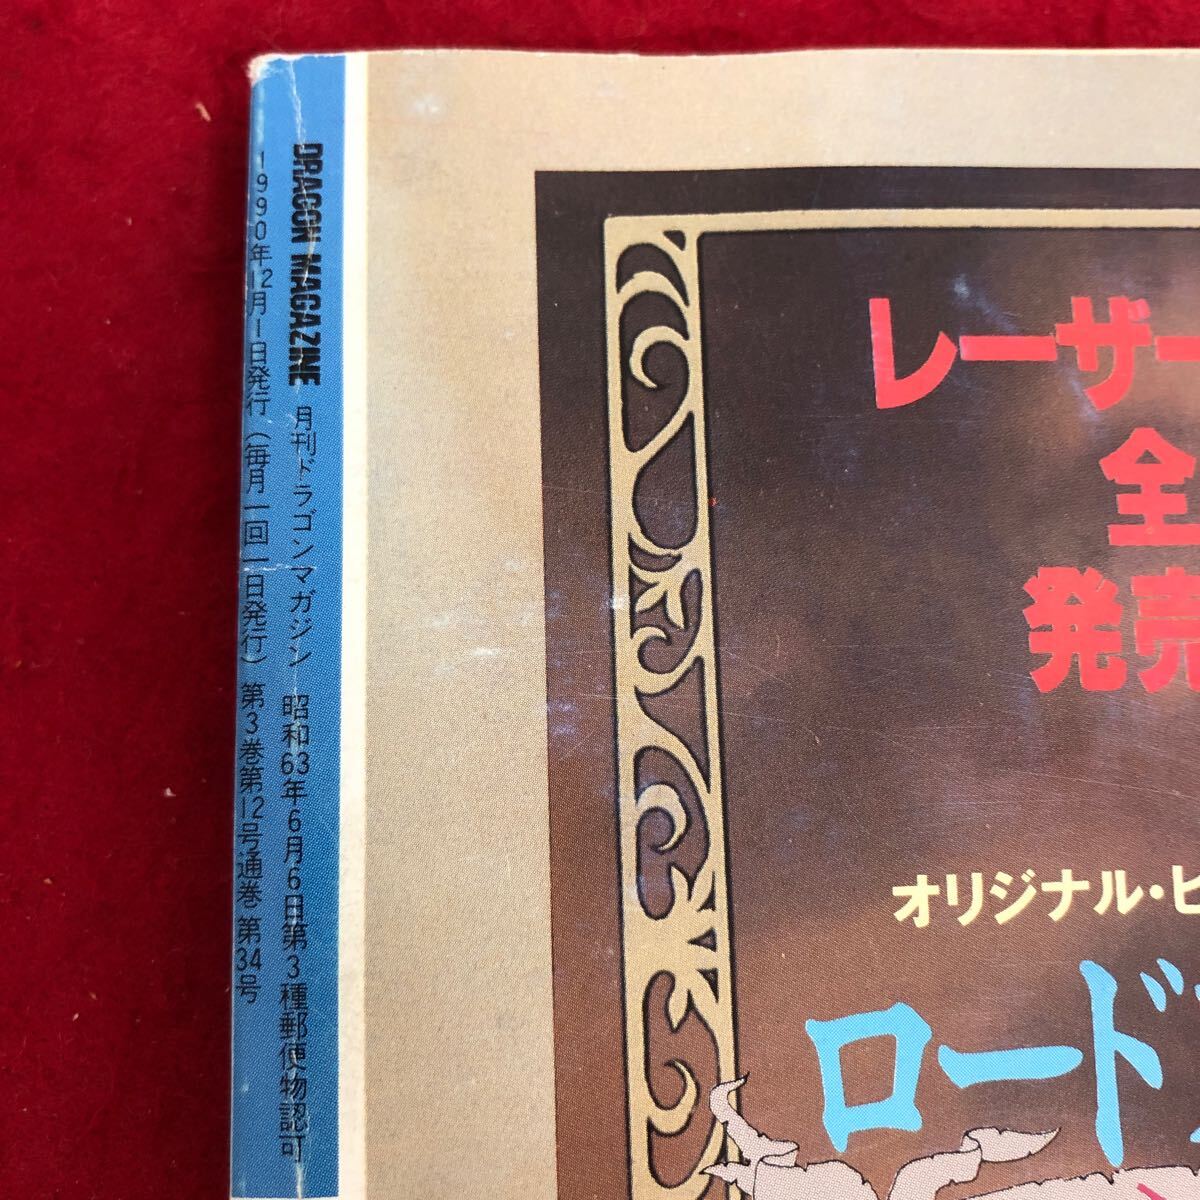 DRAGON MAGAZINE 月刊ドラゴンマガジン 昭和63年6月6日第3種郵便物認可
1990年12月1日発行(毎月一回一日発行)第3巻第12号通巻第34号
レーザー
全
発売
オリジナル・ビ
ロード